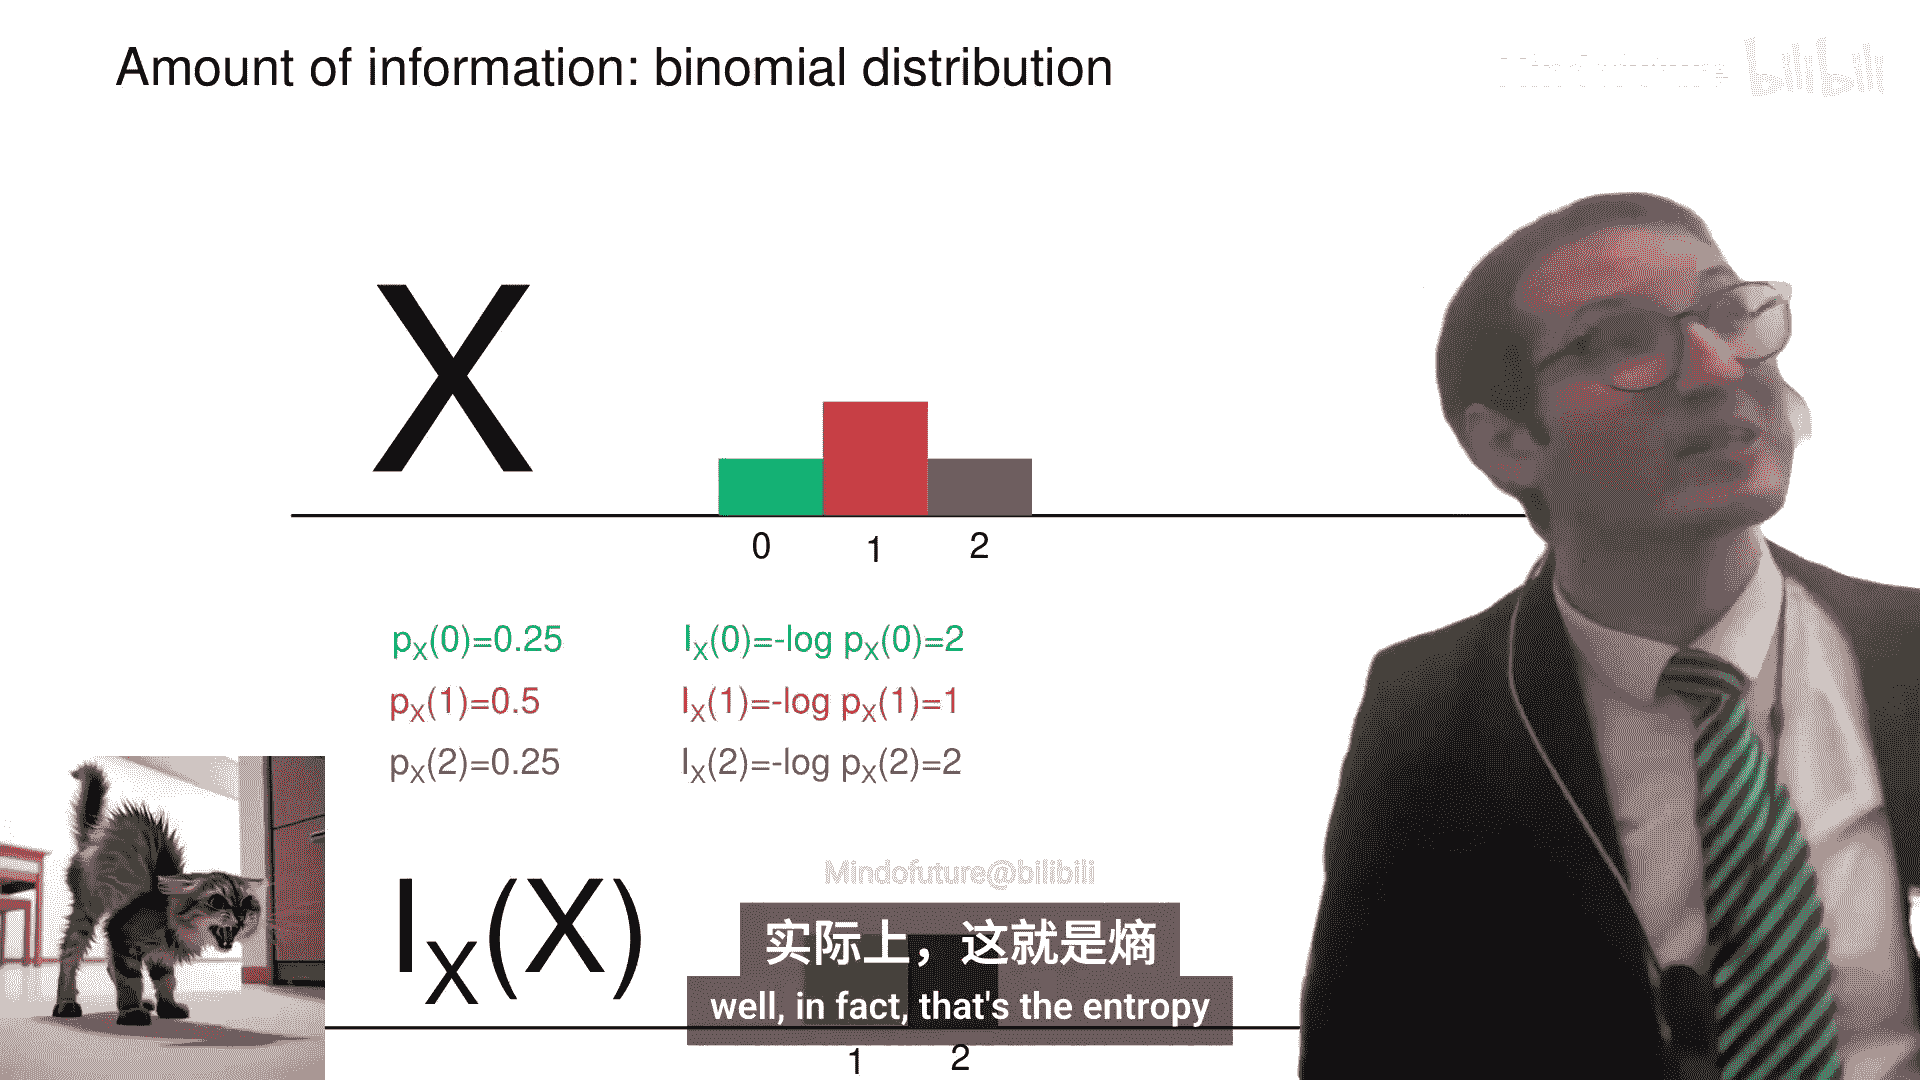 Amount of information: binomial distribution
bilibili
X
0 1 2
pX(0)=0.25 IX(0)=-log pX(0)=2
pX(1)=0.5 IX(1)=-log pX(1)=1
pX(2)=0.25 IX(2)=-log pX(2)=2
Mindofuture@bilibili
IX(X)
实际上，这就是熵
well, in fact, that's the entropy
1 2